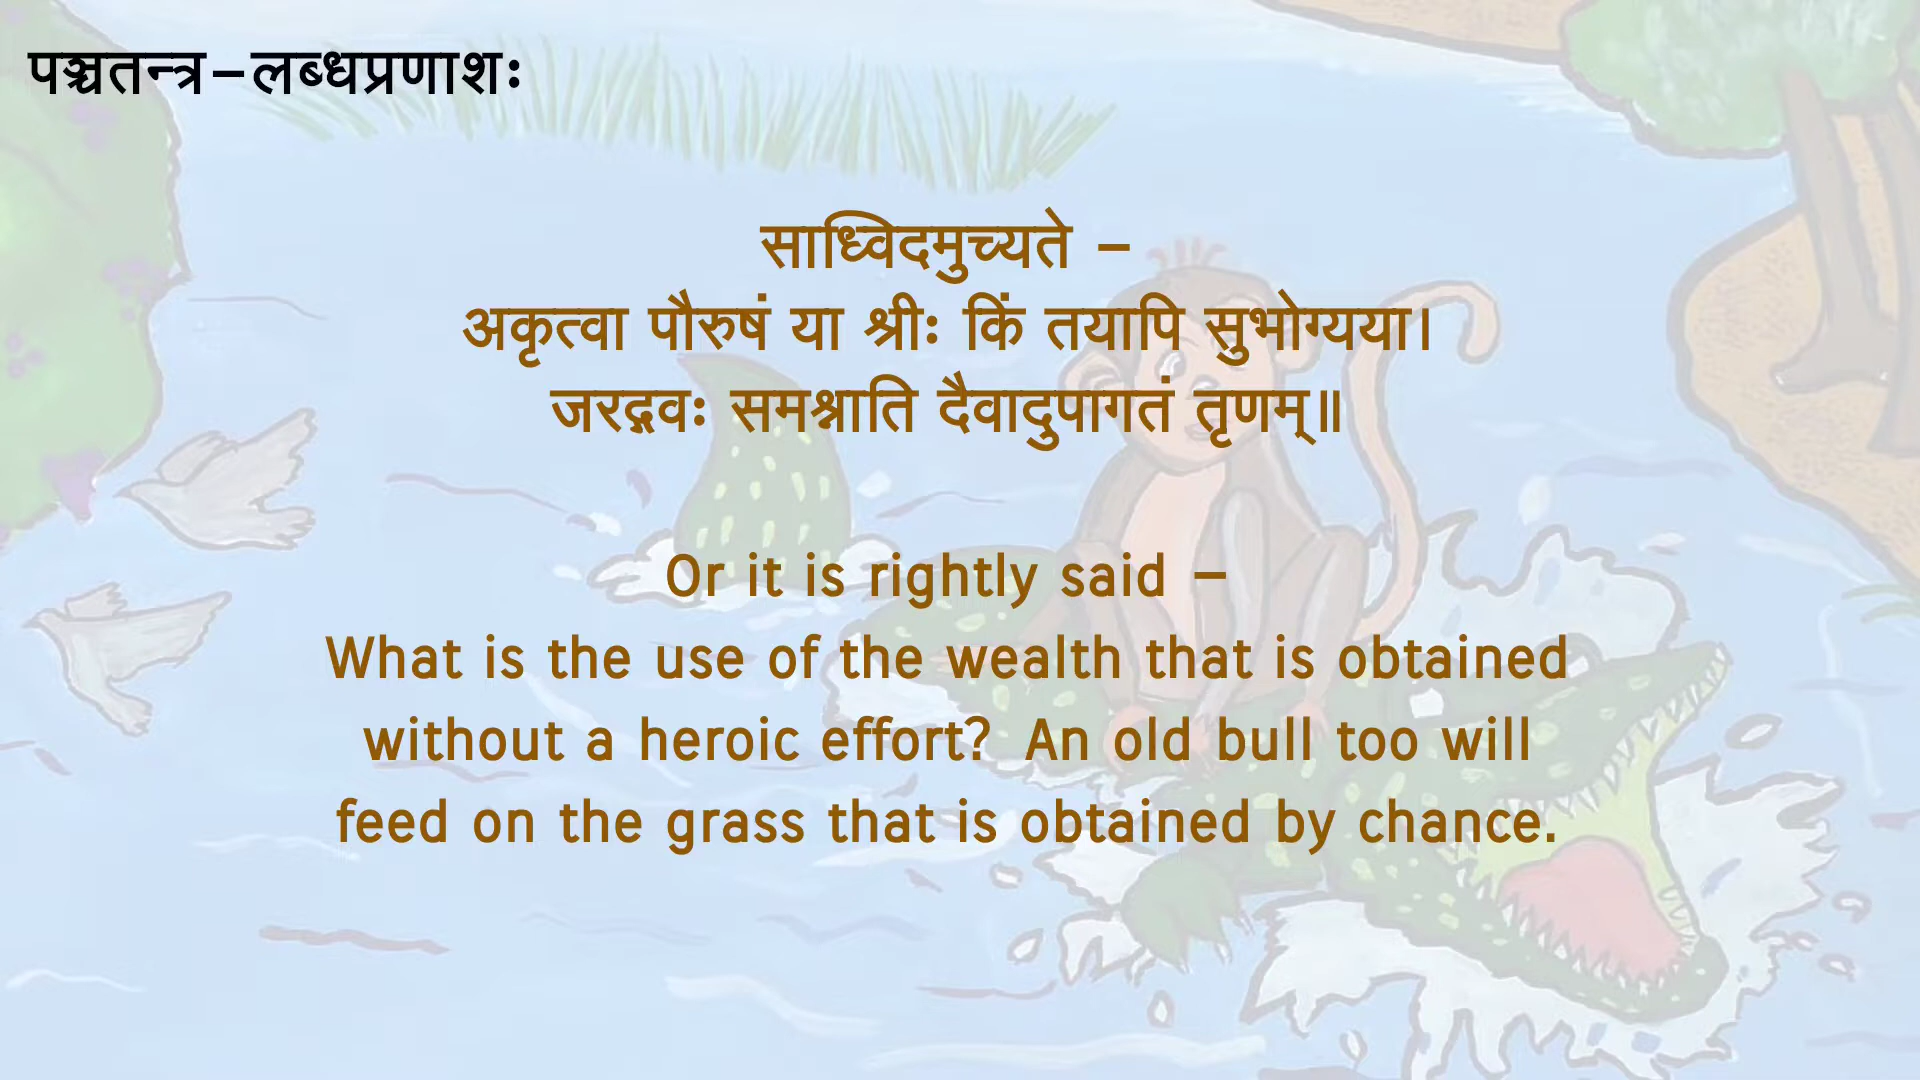 पञ्चतन्त्र–लब्धप्रणाशः
साध्विदमुच्यते –
अकृत्वा पौरुषं या श्रीः किं तयापि सुभोग्यया।
जरद्गवः समश्नाति दैवादुपागतं तृणम्॥
Or it is rightly said –
What is the use of the wealth that is obtained
without a heroic effort? An old bull too will
feed on the grass that is obtained by chance.